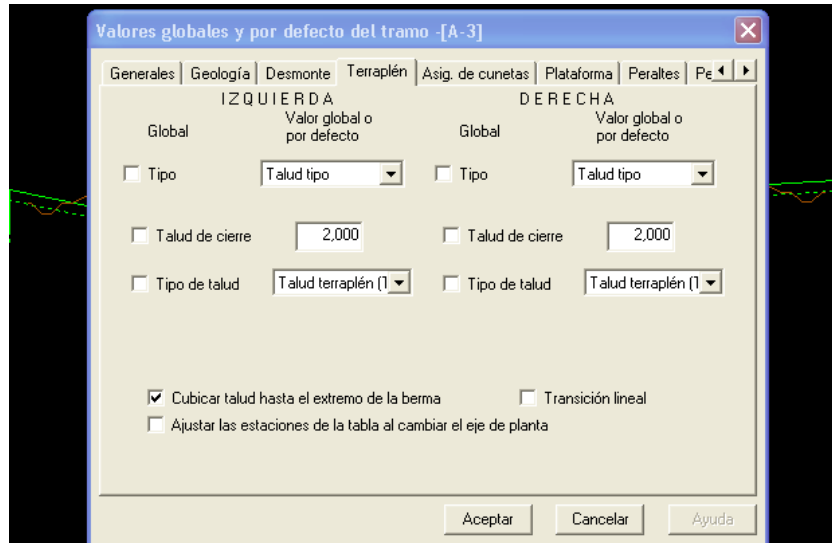 Valores globales y por defecto del tramo -[A-3]
Generales Geología Desmonte Terraplén Asig. de cunetas Plataforma Peraltes Pe
IZQUIERDA DERECHA
Global Valor global o por defecto Global Valor global o por defecto
Tipo Talud tipo Tipo Talud tipo
Talud de cierre 2,000 Talud de cierre 2,000
Tipo de talud Talud terraplén (1 Tipo de talud Talud terraplén (1
Cubicar talud hasta el extremo de la berma Transición lineal
Ajustar las estaciones de la tabla al cambiar el eje de planta
Aceptar Cancelar Ayuda